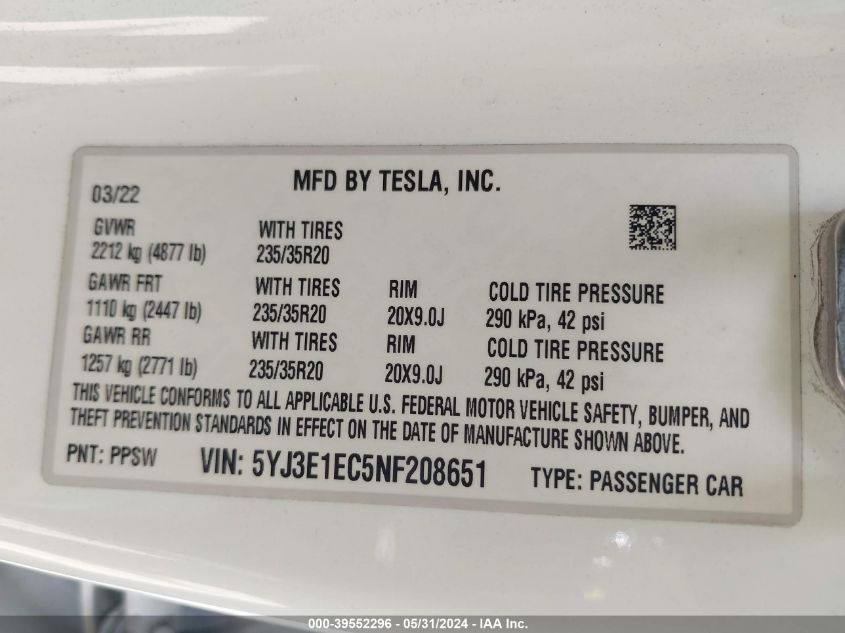 MFD BY TESLA, INC.
03/22
GVWR WITH TIRES
2212 kg (4877 lb) 235/35R20
GAWR FRT WITH TIRES RIM COLD TIRE PRESSURE
1110 kg (2447 lb) 235/35R20 20X9.0J 290 kPa, 42 psi
GAWR RR WITH TIRES RIM COLD TIRE PRESSURE
1257 kg (2771 lb) 235/35R20 20X9.0J 290 kPa, 42 psi
THIS VEHICLE CONFORMS TO ALL APPLICABLE U.S. FEDERAL MOTOR VEHICLE SAFETY, BUMPER, AND
THEFT PREVENTION STANDARDS IN EFFECT ON THE DATE OF MANUFACTURE SHOWN ABOVE.
PNT: PPSW VIN: 5YJ3E1EC5NF208651 TYPE: PASSENGER CAR
000-39552296 - 05/31/2024 - IAA Inc.